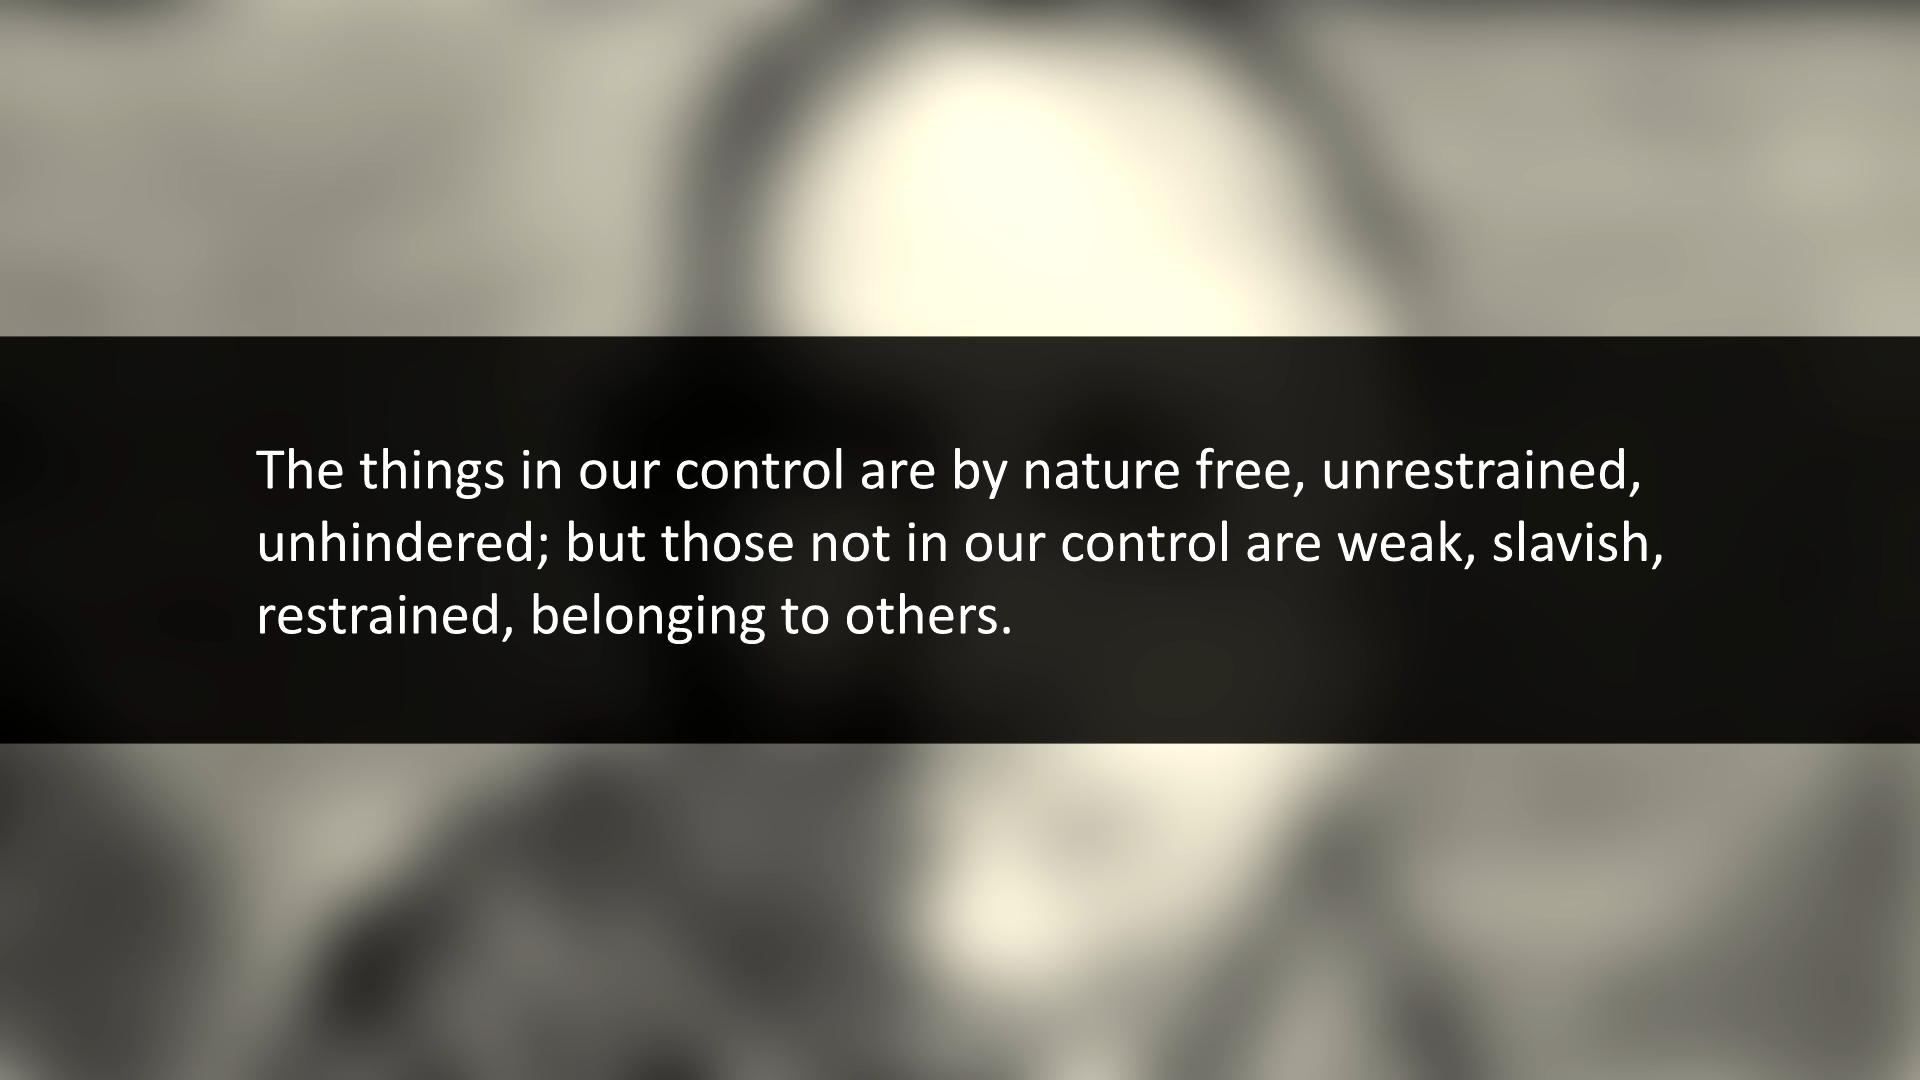 The things in our control are by nature free, unrestrained,
unhindered; but those not in our control are weak, slavish,
restrained, belonging to others.